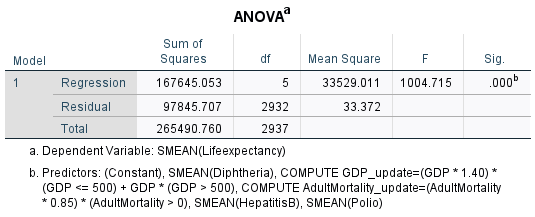 ANOVAa
Model Sum of Squares df Mean Square F Sig.
1 Regression 167645.053 5 33529.011 1004.715 .000b
Residual 97845.707 2932 33.372
Total 265490.760 2937
a. Dependent Variable: SMEAN(Lifeexpectancy)
b. Predictors: (Constant), SMEAN(Diphtheria), COMPUTE GDP_update=(GDP * 1.40) *
(GDP <= 500) + GDP * (GDP > 500), COMPUTE AdultMortality_update=(AdultMortality
* 0.85) * (AdultMortality > 0), SMEAN(HepatitisB), SMEAN(Polio)